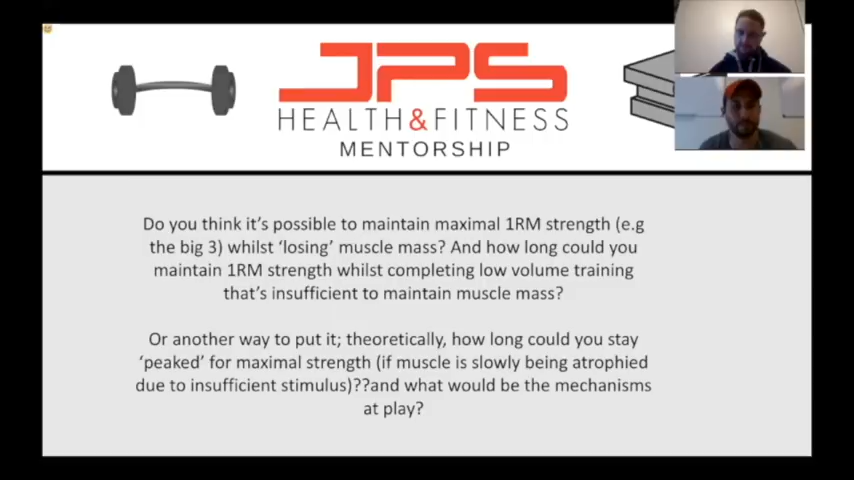 JPS
HEALTH&FITNESS
MENTORSHIP
Do you think it's possible to maintain maximal 1RM strength (e.g
the big 3) whilst 'losing' muscle mass? And how long could you
maintain 1RM strength whilst completing low volume training
that's insufficient to maintain muscle mass?
Or another way to put it; theoretically, how long could you stay
'peaked' for maximal strength (if muscle is slowly being atrophied
due to insufficient stimulus)??and what would be the mechanisms
at play?